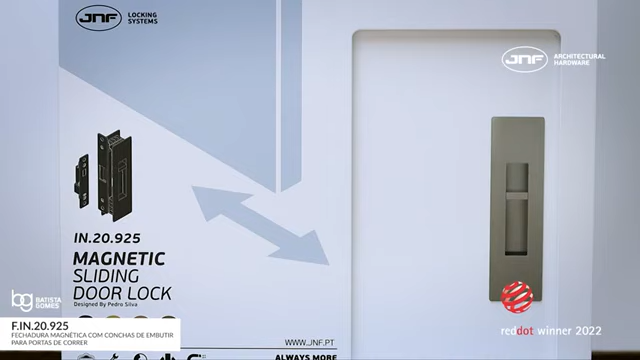 JNF
LOCKING
SYSTEMS
JNF
ARCHITECTURAL
HARDWARE
IN.20.925
MAGNETIC
SLIDING
DOOR LOCK
Designed By Pedro Silva
bg BATISTA
GOMES
F.IN.20.925
FECHADURA MAGNÉTICA COM CONCHAS DE EMBUTIR
PARA PORTAS DE CORRER
WWW.JNF.PT
ALWAYS MORE
reddot winner 2022